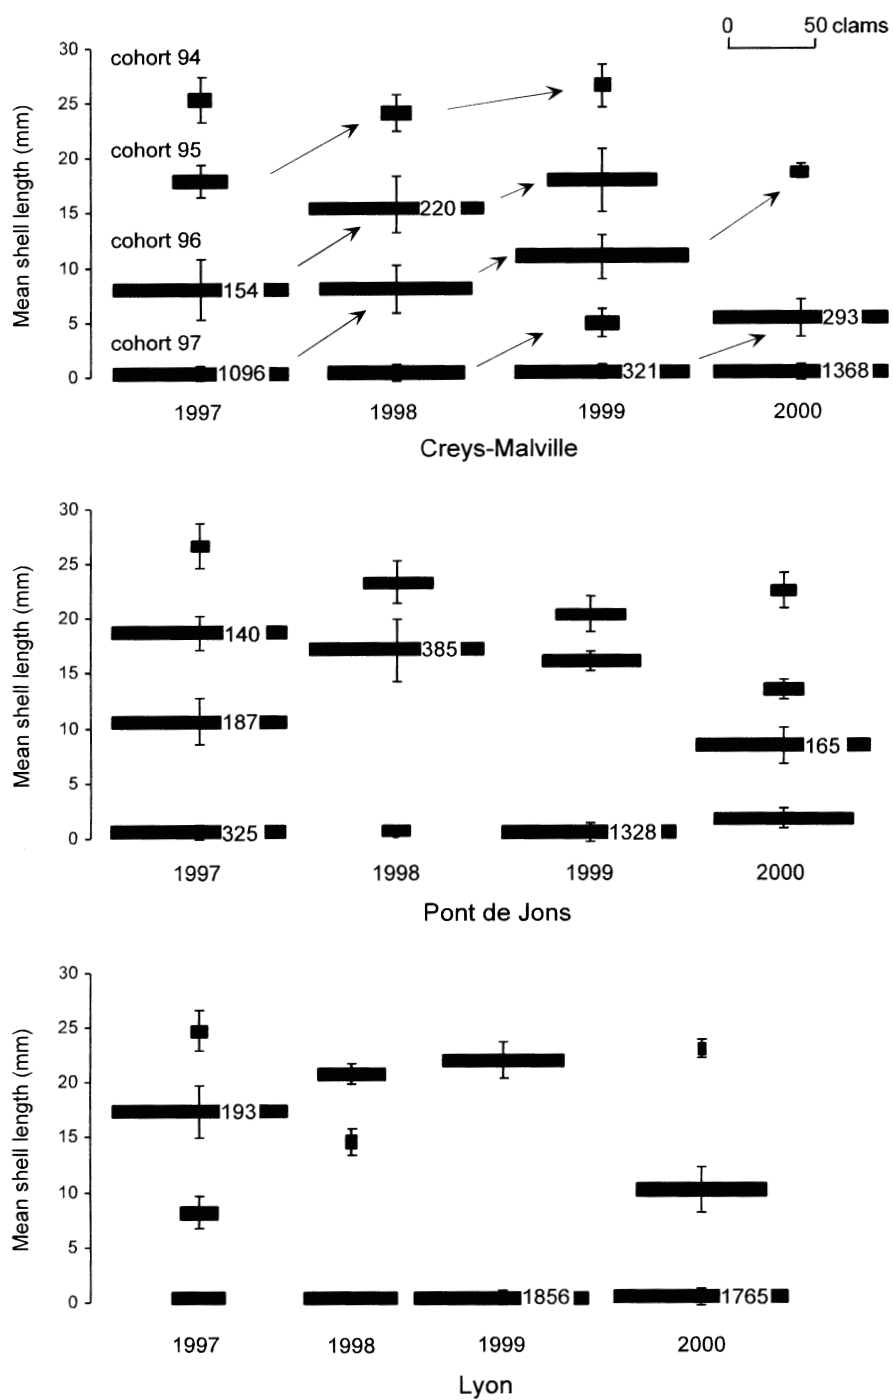 0 50 clams
Mean shell length (mm)
30
25
20
15
10
5
0
cohort 94
cohort 95
cohort 96
cohort 97
220
154
293
1096
321
1368
1997 1998 1999 2000
Creys-Malville
Mean shell length (mm)
30
25
20
15
10
5
0
140
385
187
165
325
1328
1997 1998 1999 2000
Pont de Jons
Mean shell length (mm)
30
25
20
15
10
5
0
193
1856
1765
1997 1998 1999 2000
Lyon